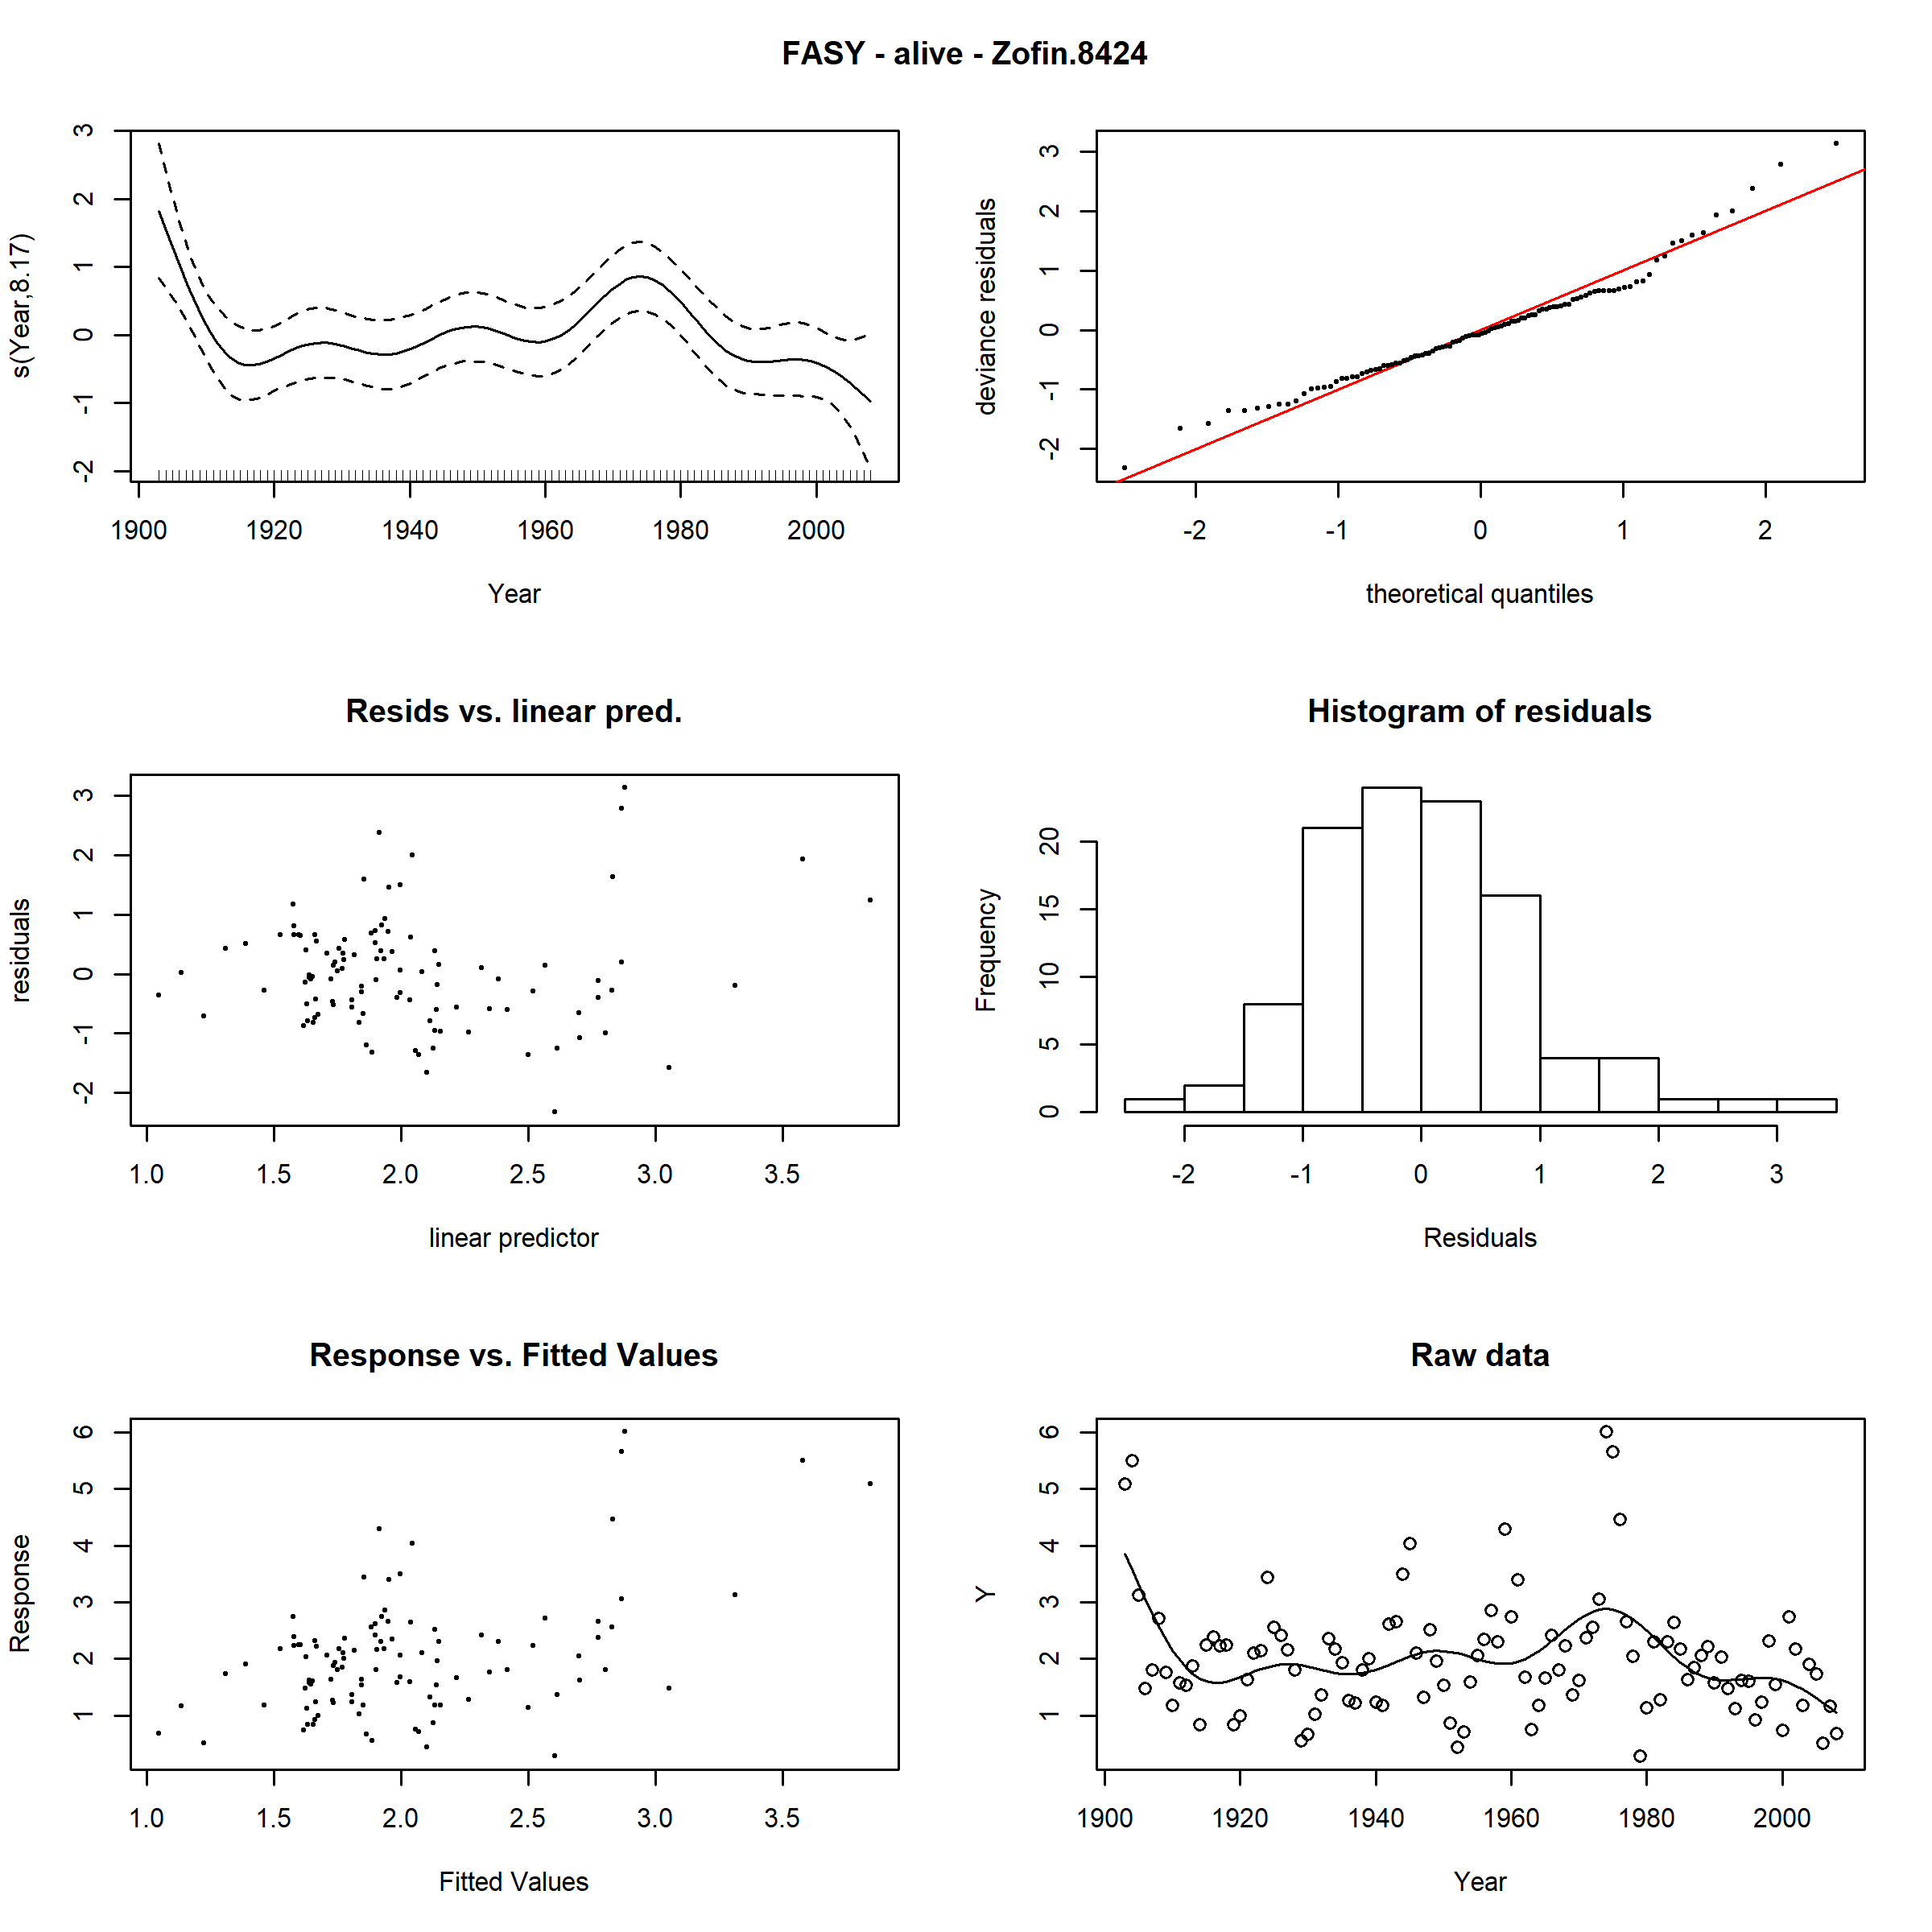 FASY - alive - Zofin.8424
s(Year,8.17)
3
2
1
0
-1
-2
1900 1920 1940 1960 1980 2000
Year
deviance residuals
3
2
1
0
-1
-2
-2 -1 0 1 2
theoretical quantiles
Resids vs. linear pred.
residuals
3
2
1
0
-1
-2
1.0 1.5 2.0 2.5 3.0 3.5
linear predictor
Histogram of residuals
Frequency
20
15
10
5
0
-2 -1 0 1 2 3
Residuals
Response vs. Fitted Values
Response
6
5
4
3
2
1
1.0 1.5 2.0 2.5 3.0 3.5
Fitted Values
Raw data
Y
6
5
4
3
2
1
1900 1920 1940 1960 1980 2000
Year